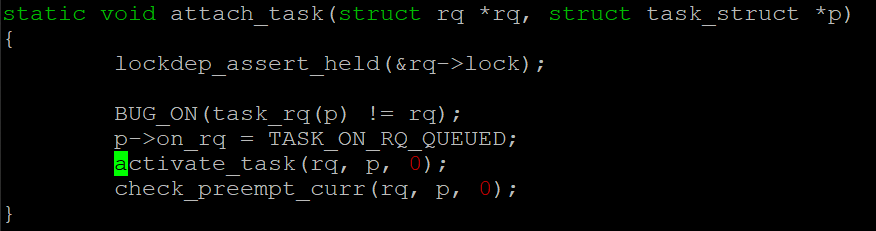 static void attach_task(struct rq *rq, struct task_struct *p)
{
        lockdep_assert_held(&rq->lock);

        BUG_ON(task_rq(p) != rq);
        p->on_rq = TASK_ON_RQ_QUEUED;
        activate_task(rq, p, 0);
        check_preempt_curr(rq, p, 0);
}